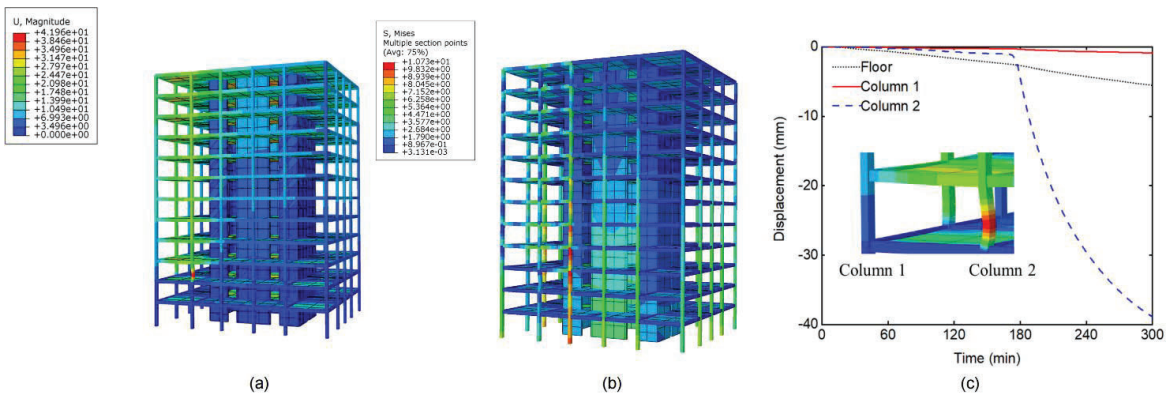 U, Magnitude
+4.196e+01
+3.846e+01
+3.496e+01
+3.147e+01
+2.797e+01
+2.447e+01
+2.098e+01
+1.748e+01
+1.399e+01
+1.049e+01
+6.993e+00
+3.496e+00
+0.000e+00
S, Mises
Multiple section points
(Avg: 75%)
+1.073e+01
+9.832e+00
+8.939e+00
+8.045e+00
+7.152e+00
+6.258e+00
+5.364e+00
+4.471e+00
+3.577e+00
+2.684e+00
+1.790e+00
+8.967e-01
+3.131e-03
0
-10
-20
-30
-40
Displacement (mm)
Floor
Column 1
Column 2
Column 1
Column 2
0
60
120
180
240
300
Time (min)
(a)
(b)
(c)